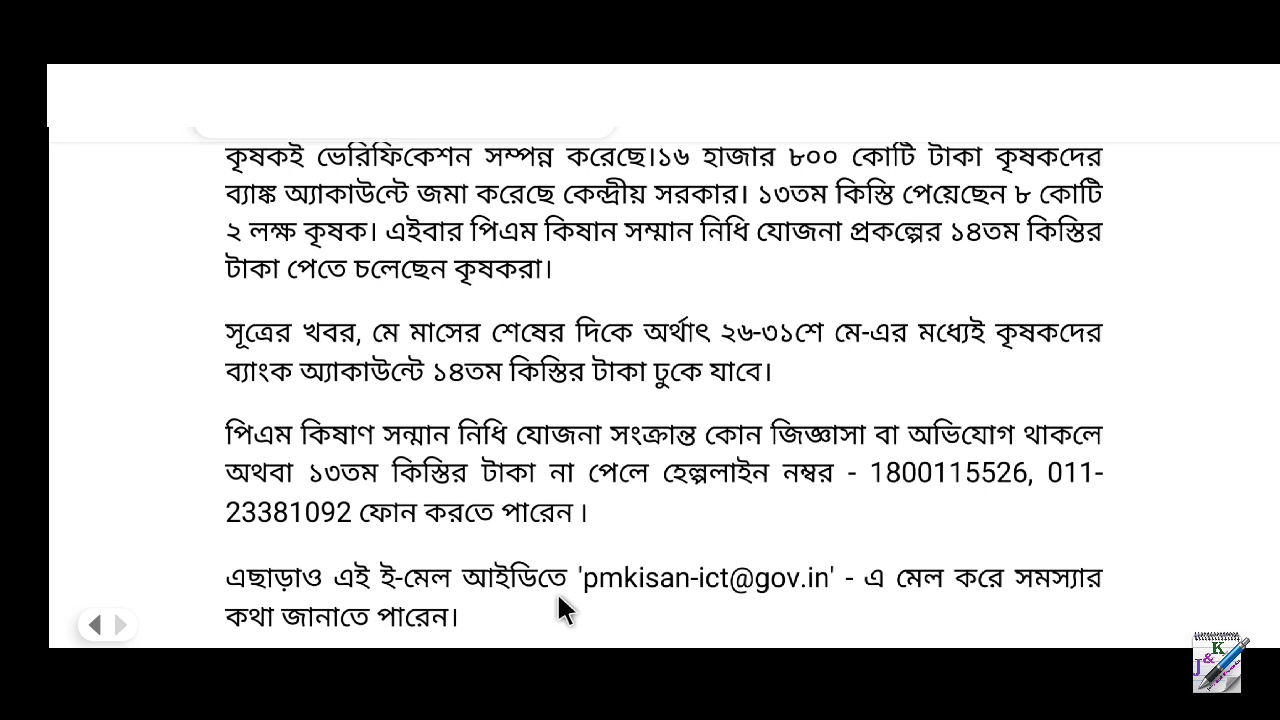 কৃষকই ভেরিফিকেশন সম্পন্ন করেছে।১৬ হাজার ৮০০ কোটি টাকা কৃষকদের
ব্যাঙ্ক অ্যাকাউন্টে জমা করেছে কেন্দ্রীয় সরকার। ১৩তম কিস্তি পেয়েছেন ৮ কোটি
২ লক্ষ কৃষক। এইবার পিএম কিষান সম্মান নিধি যোজনা প্রকল্পের ১৪তম কিস্তির
টাকা পেতে চলেছেন কৃষকরা।
সূত্রের খবর, মে মাসের শেষের দিকে অর্থাৎ ২৬-৩১শে মে-এর মধ্যেই কৃষকদের
ব্যাংক অ্যাকাউন্টে ১৪তম কিস্তির টাকা ঢুকে যাবে।
পিএম কিষাণ সন্মান নিধি যোজনা সংক্রান্ত কোন জিজ্ঞাসা বা অভিযোগ থাকলে
অথবা ১৩তম কিস্তির টাকা না পেলে হেল্পলাইন নম্বর - 1800115526, 011-
23381092 ফোন করতে পারেন ।
এছাড়াও এই ই-মেল আইডিতে 'pmkisan-ict@gov.in' - এ মেল করে সমস্যার
কথা জানাতে পারেন।
J&K